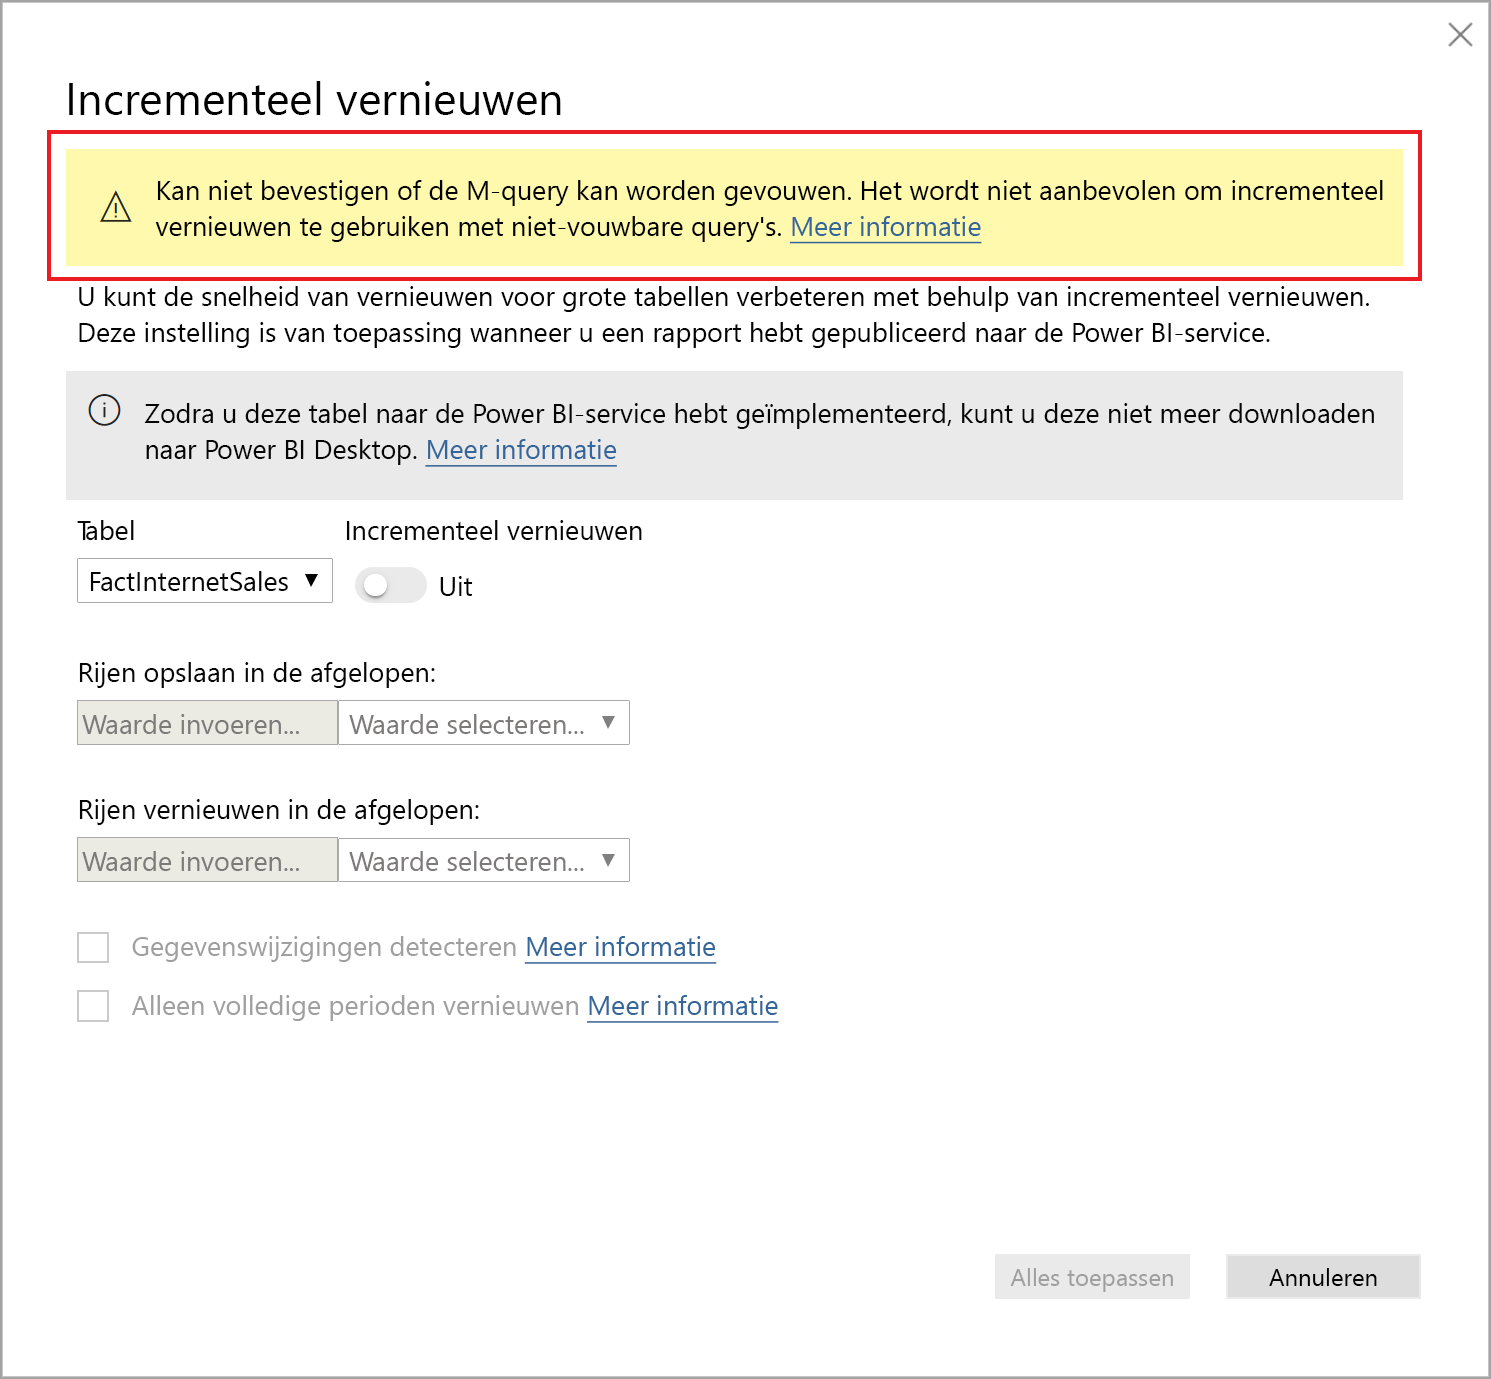 Incrementeel vernieuwen
Kan niet bevestigen of de M-query kan worden gevouwen. Het wordt niet aanbevolen om incrementeel
vernieuwen te gebruiken met niet-vouwbare query's. Meer informatie
U kunt de snelheid van vernieuwen voor grote tabellen verbeteren met behulp van incrementeel vernieuwen.
Deze instelling is van toepassing wanneer u een rapport hebt gepubliceerd naar de Power BI-service.
Zodra u deze tabel naar de Power BI-service hebt geïmplementeerd, kunt u deze niet meer downloaden
naar Power BI Desktop. Meer informatie
Tabel Incrementeel vernieuwen
FactInternetSales Uit
Rijen opslaan in de afgelopen:
Waarde invoeren... Waarde selecteren...
Rijen vernieuwen in de afgelopen:
Waarde invoeren... Waarde selecteren...
Gegevenswijzigingen detecteren Meer informatie
Alleen volledige perioden vernieuwen Meer informatie
Alles toepassen Annuleren